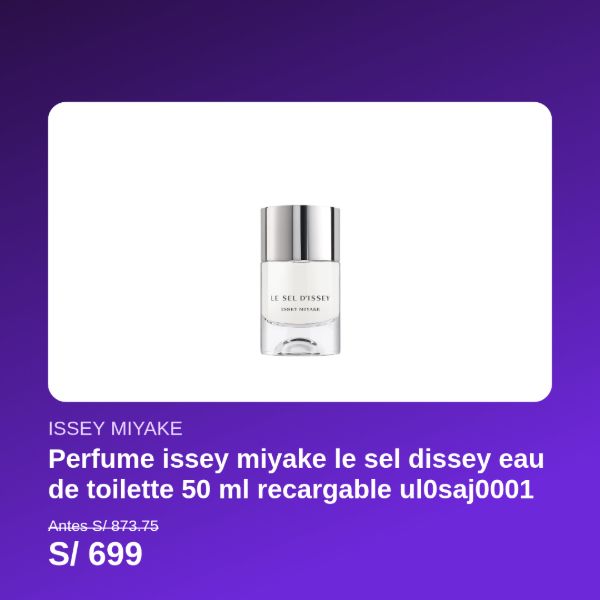 LE SEL D'ISSEY
ISSEY MIYAKE
ISSEY MIYAKE
Perfume issey miyake le sel dissey eau
de toilette 50 ml recargable ul0saj0001
Antes S/ 873.75
S/ 699